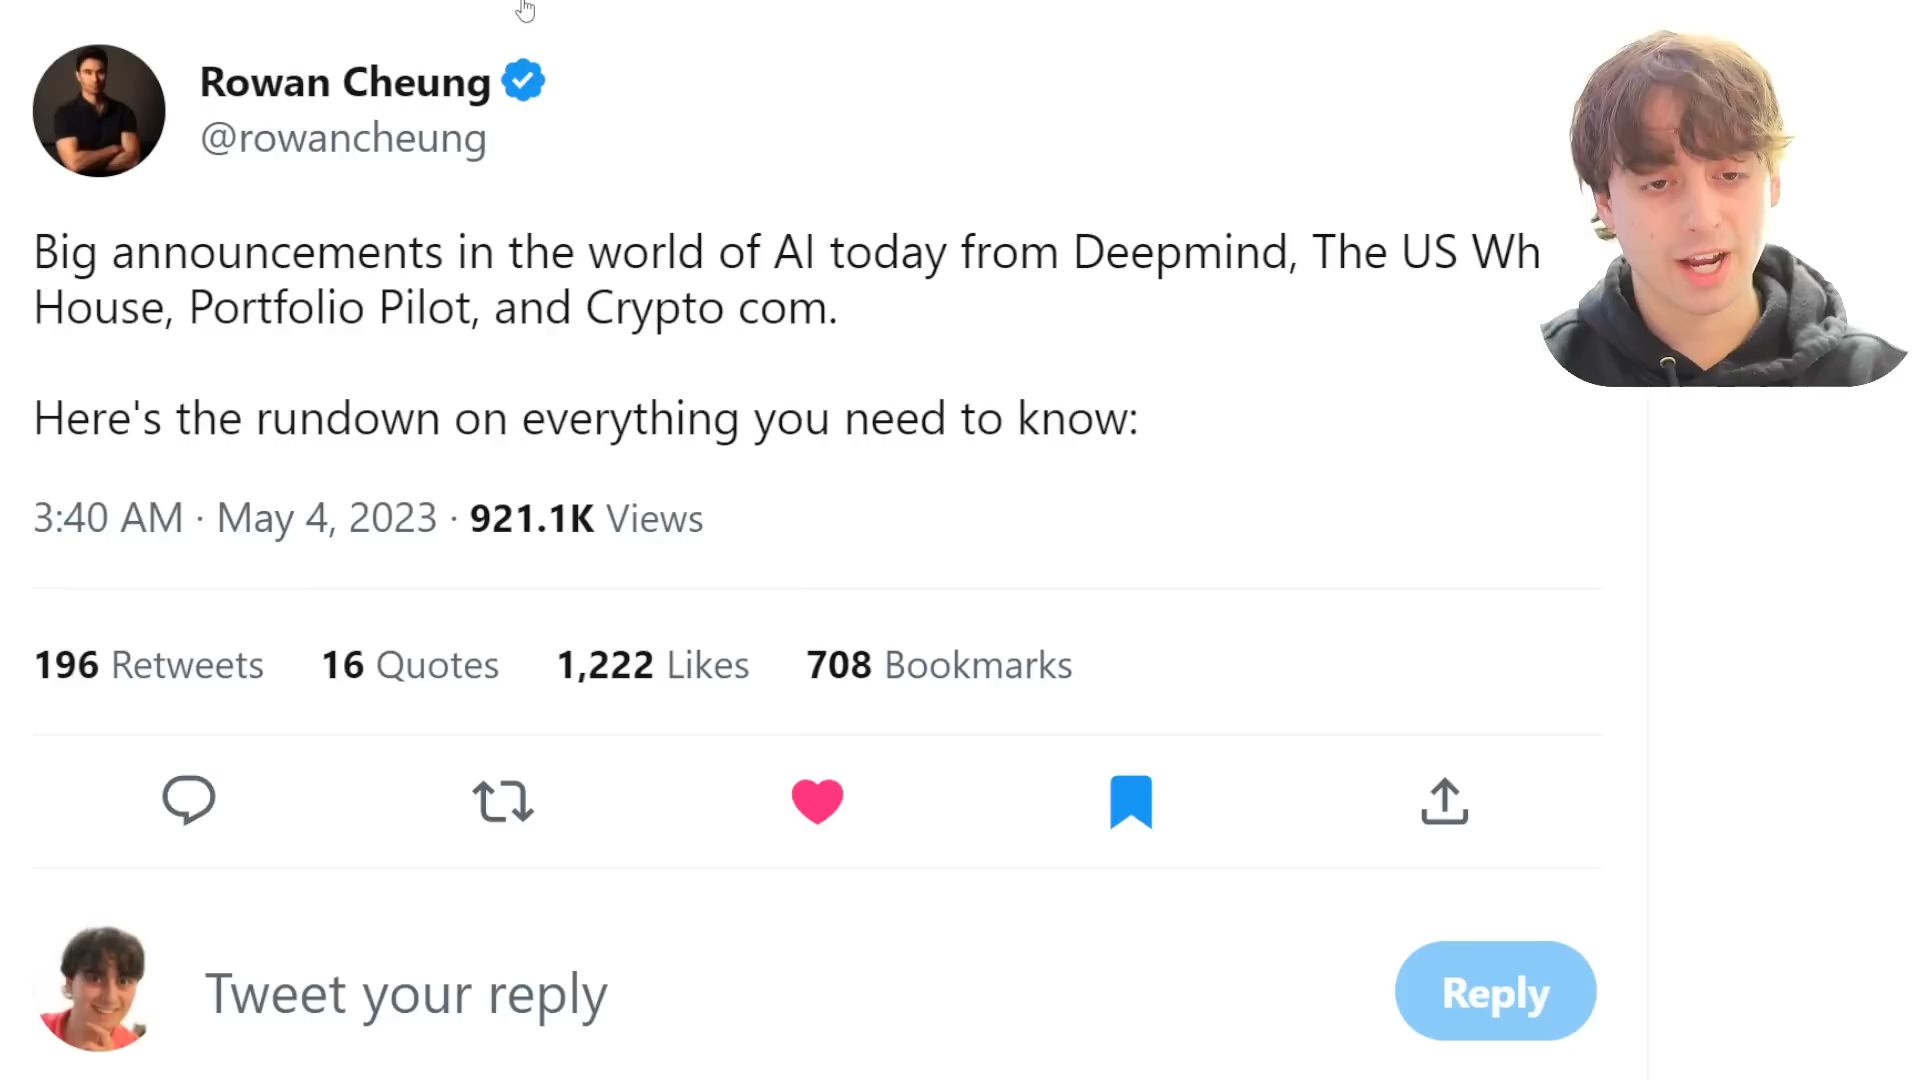 Rowan Cheung
@rowancheung
Big announcements in the world of AI today from Deepmind, The US Wh
House, Portfolio Pilot, and Crypto com.
Here's the rundown on everything you need to know:
3:40 AM · May 4, 2023 · 921.1K Views
196 Retweets 16 Quotes 1,222 Likes 708 Bookmarks
Tweet your reply
Reply